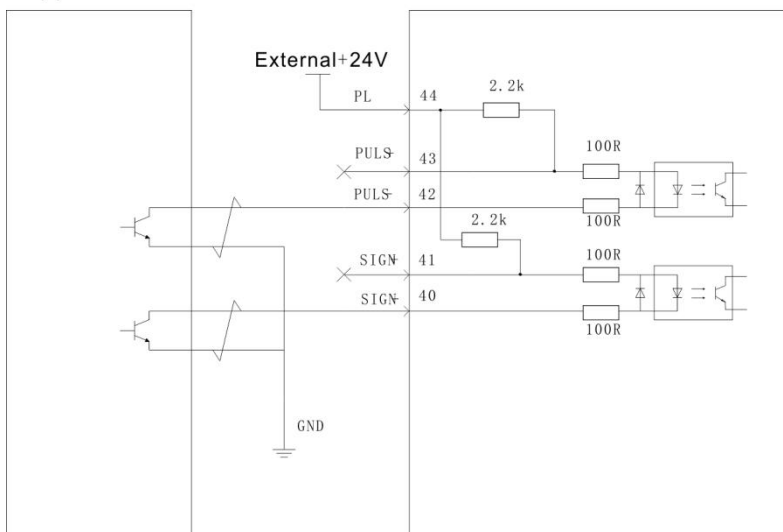 External+24V
2.2k
PL
44
PULS+
43
100R
PULS-
42
100R
2.2k
SIGN+
41
100R
SIGN-
40
100R
GND